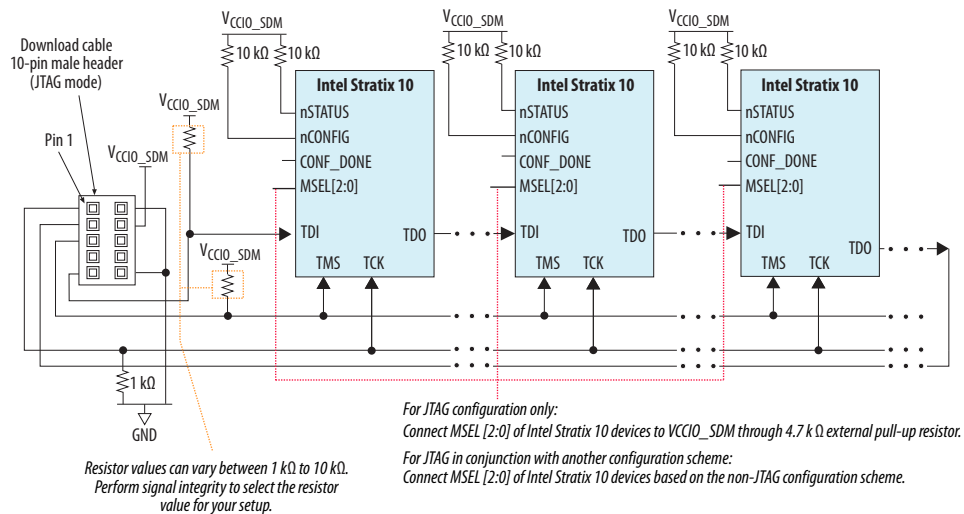 VCCIO_SDM
10 kΩ 10 kΩ
Intel Stratix 10
nSTATUS
nCONFIG
CONF_DONE
MSEL[2:0]
TDI
TDO
TMS TCK
VCCIO_SDM
10 kΩ 10 kΩ
Intel Stratix 10
nSTATUS
nCONFIG
CONF_DONE
MSEL[2:0]
TDI
TDO
TMS TCK
VCCIO_SDM
10 kΩ 10 kΩ
Intel Stratix 10
nSTATUS
nCONFIG
CONF_DONE
MSEL[2:0]
TDI
TDO
TMS TCK
Download cable
10-pin male header
(JTAG mode)
VCCIO_SDM
Pin 1
VCCIO_SDM
VCCIO_SDM
1 kΩ
GND
Resistor values can vary between 1 kΩ to 10 kΩ.
Perform signal integrity to select the resistor
value for your setup.
For JTAG configuration only:
Connect MSEL [2:0] of Intel Stratix 10 devices to VCCIO_SDM through 4.7 k Ω external pull-up resistor.
For JTAG in conjunction with another configuration scheme:
Connect MSEL [2:0] of Intel Stratix 10 devices based on the non-JTAG configuration scheme.